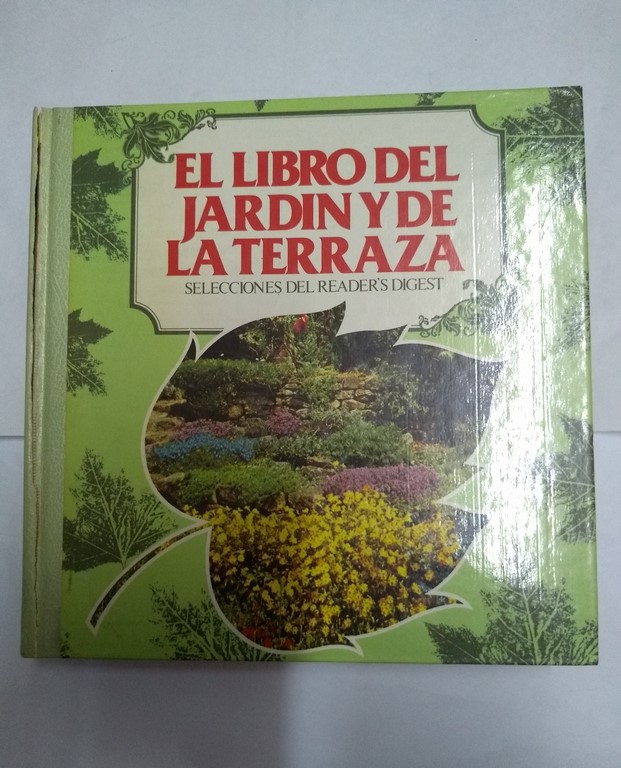 EL LIBRO DEL
JARDIN Y DE
LA TERRAZA
SELECCIONES DEL READER'S DIGEST